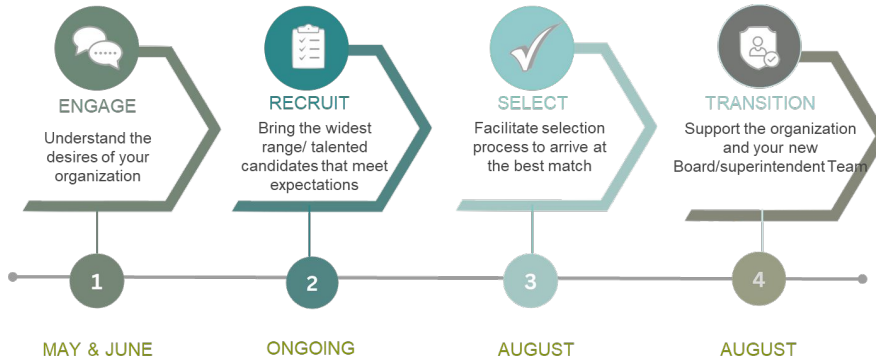 ENGAGE
Understand the
desires of your
organization
RECRUIT
Bring the widest
range/ talented
candidates that meet
expectations
SELECT
Facilitate selection
process to arrive at
the best match
TRANSITION
Support the organization
and your new
Board/superintendent Team
1
2
3
4
MAY & JUNE
ONGOING
AUGUST
AUGUST